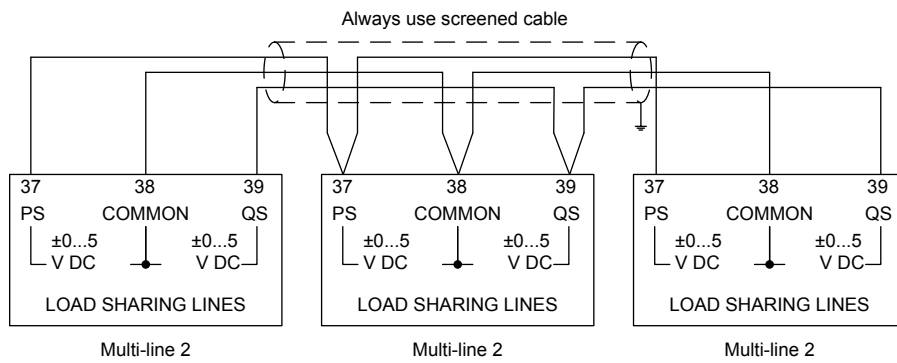 Always use screened cable
37 38 39 37 38 39 37 38 39
PS COMMON QS PS COMMON QS PS COMMON QS
±0...5 ±0...5 ±0...5 ±0...5 ±0...5 ±0...5
V DC V DC V DC V DC V DC V DC
LOAD SHARING LINES LOAD SHARING LINES LOAD SHARING LINES
Multi-line 2 Multi-line 2 Multi-line 2